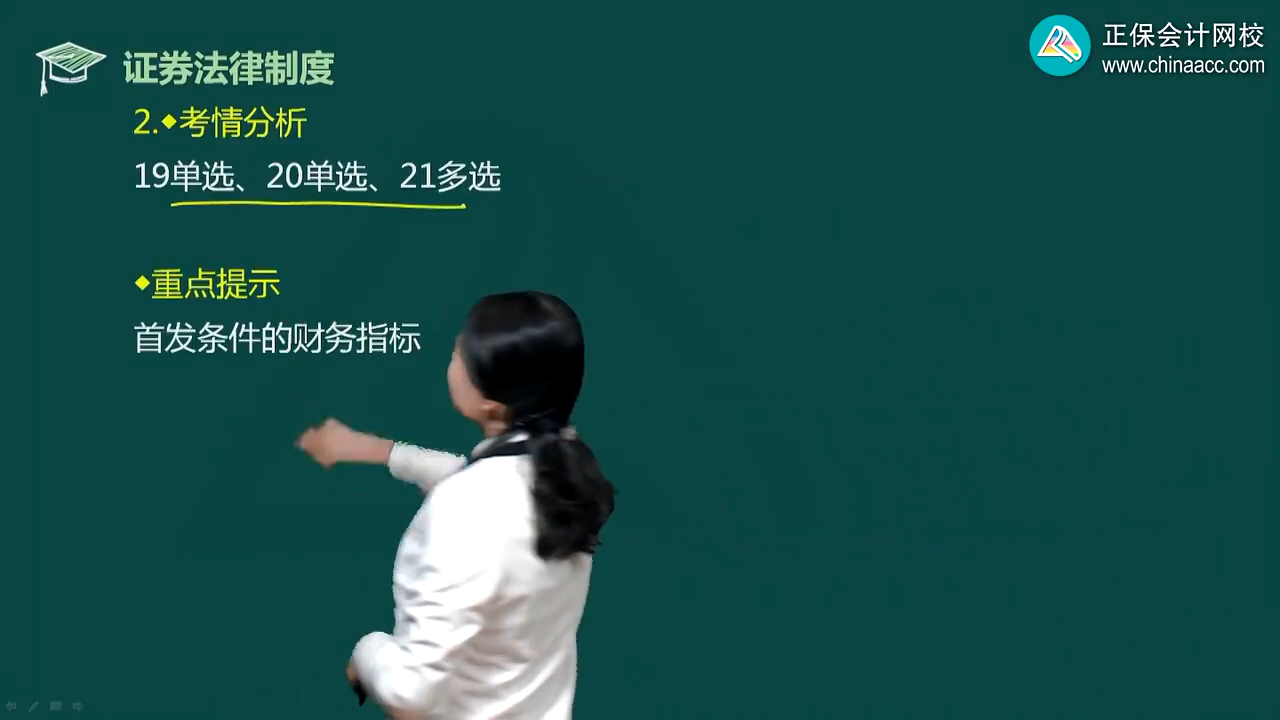 正保会计网校
www.chinaacc.com
证券法律制度
2.◆考情分析
19单选、20单选、21多选
◆重点提示
首发条件的财务指标